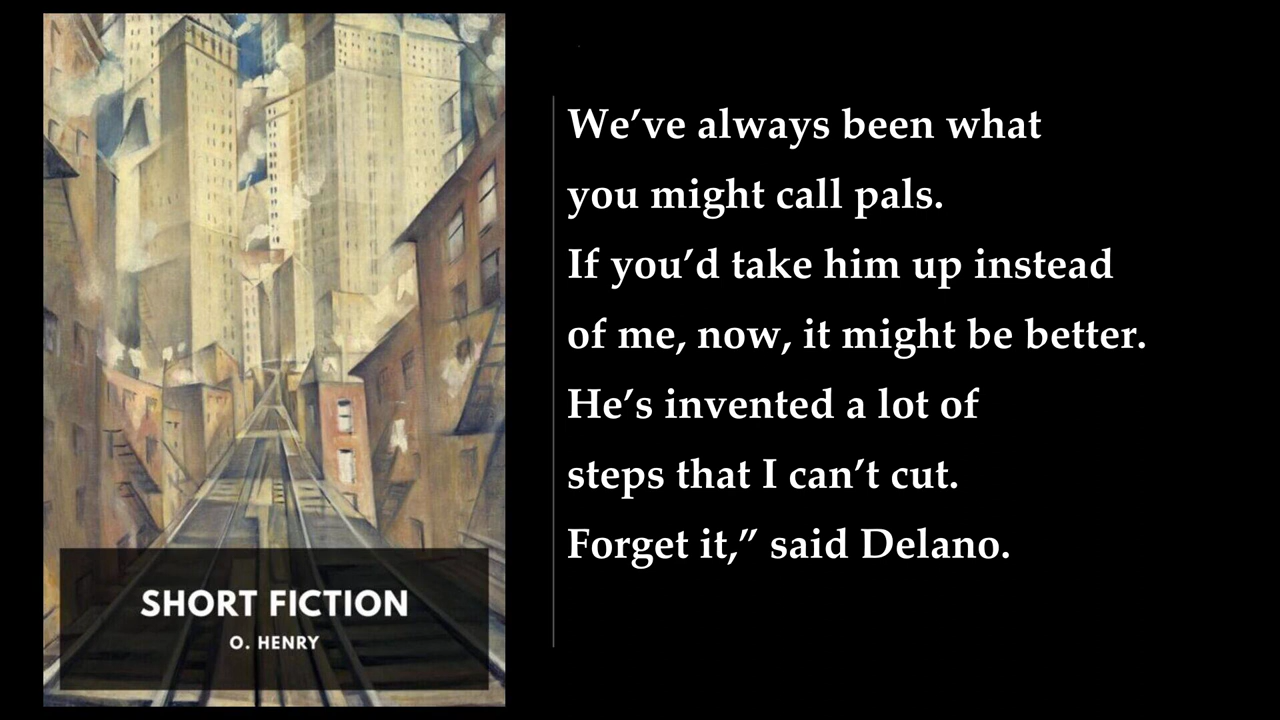 We’ve always been what
you might call pals.
If you’d take him up instead
of me, now, it might be better.
He’s invented a lot of
steps that I can’t cut.
Forget it,” said Delano.
SHORT FICTION
O. HENRY